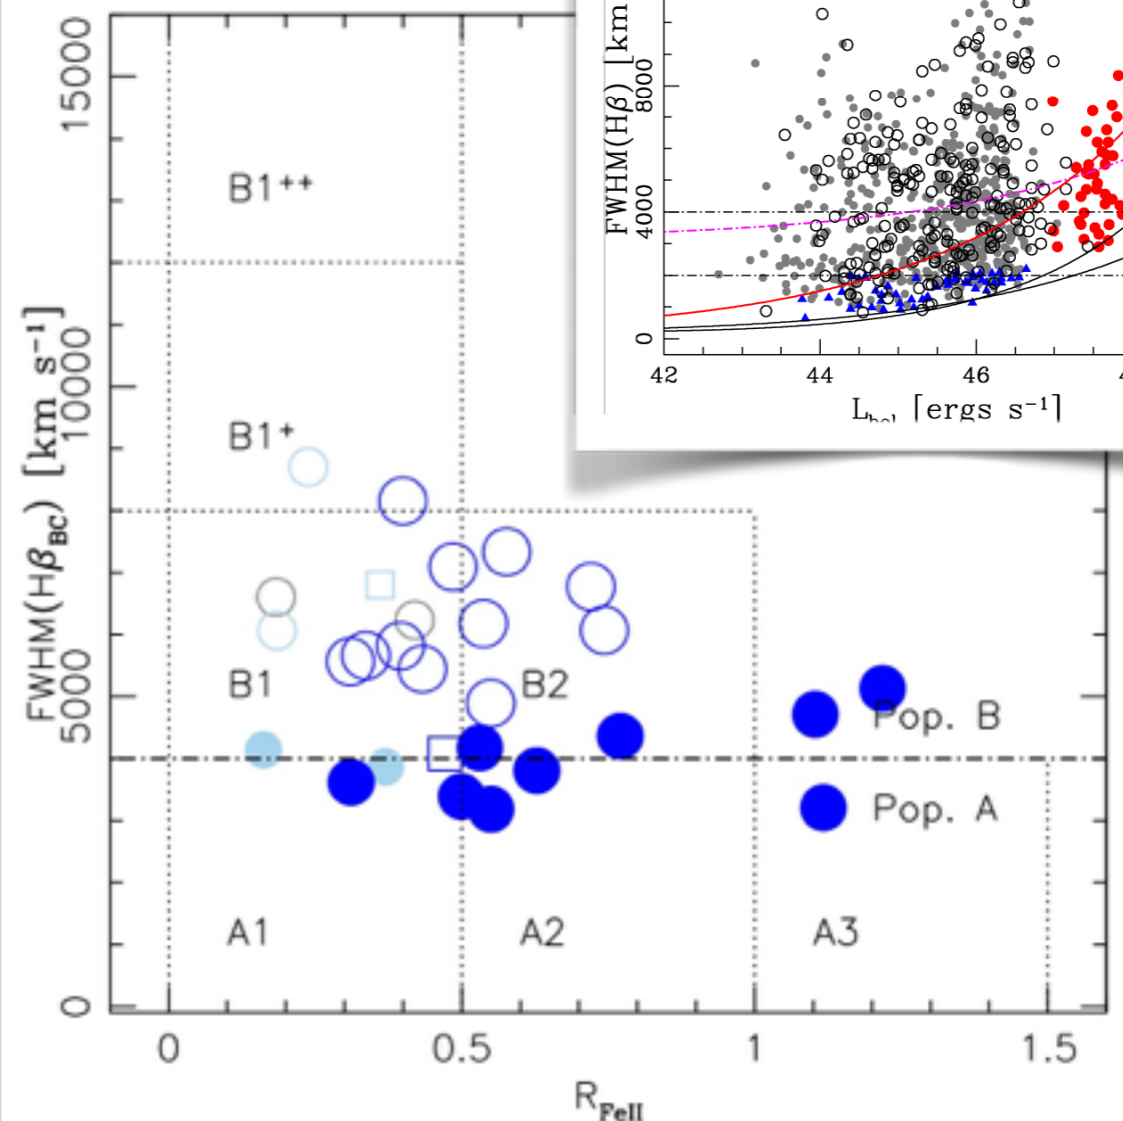 15000
10000
5000
0
FWHM(Hβ_BC) [km s⁻¹]
B1⁺⁺
B1⁺
B1
B2
Pop. B
Pop. A
A1
A2
A3
0 0.5 1 1.5
R_FeII
FWHM(Hβ) [km
8000
4000
0
42 44 46
L [ergs s⁻¹]